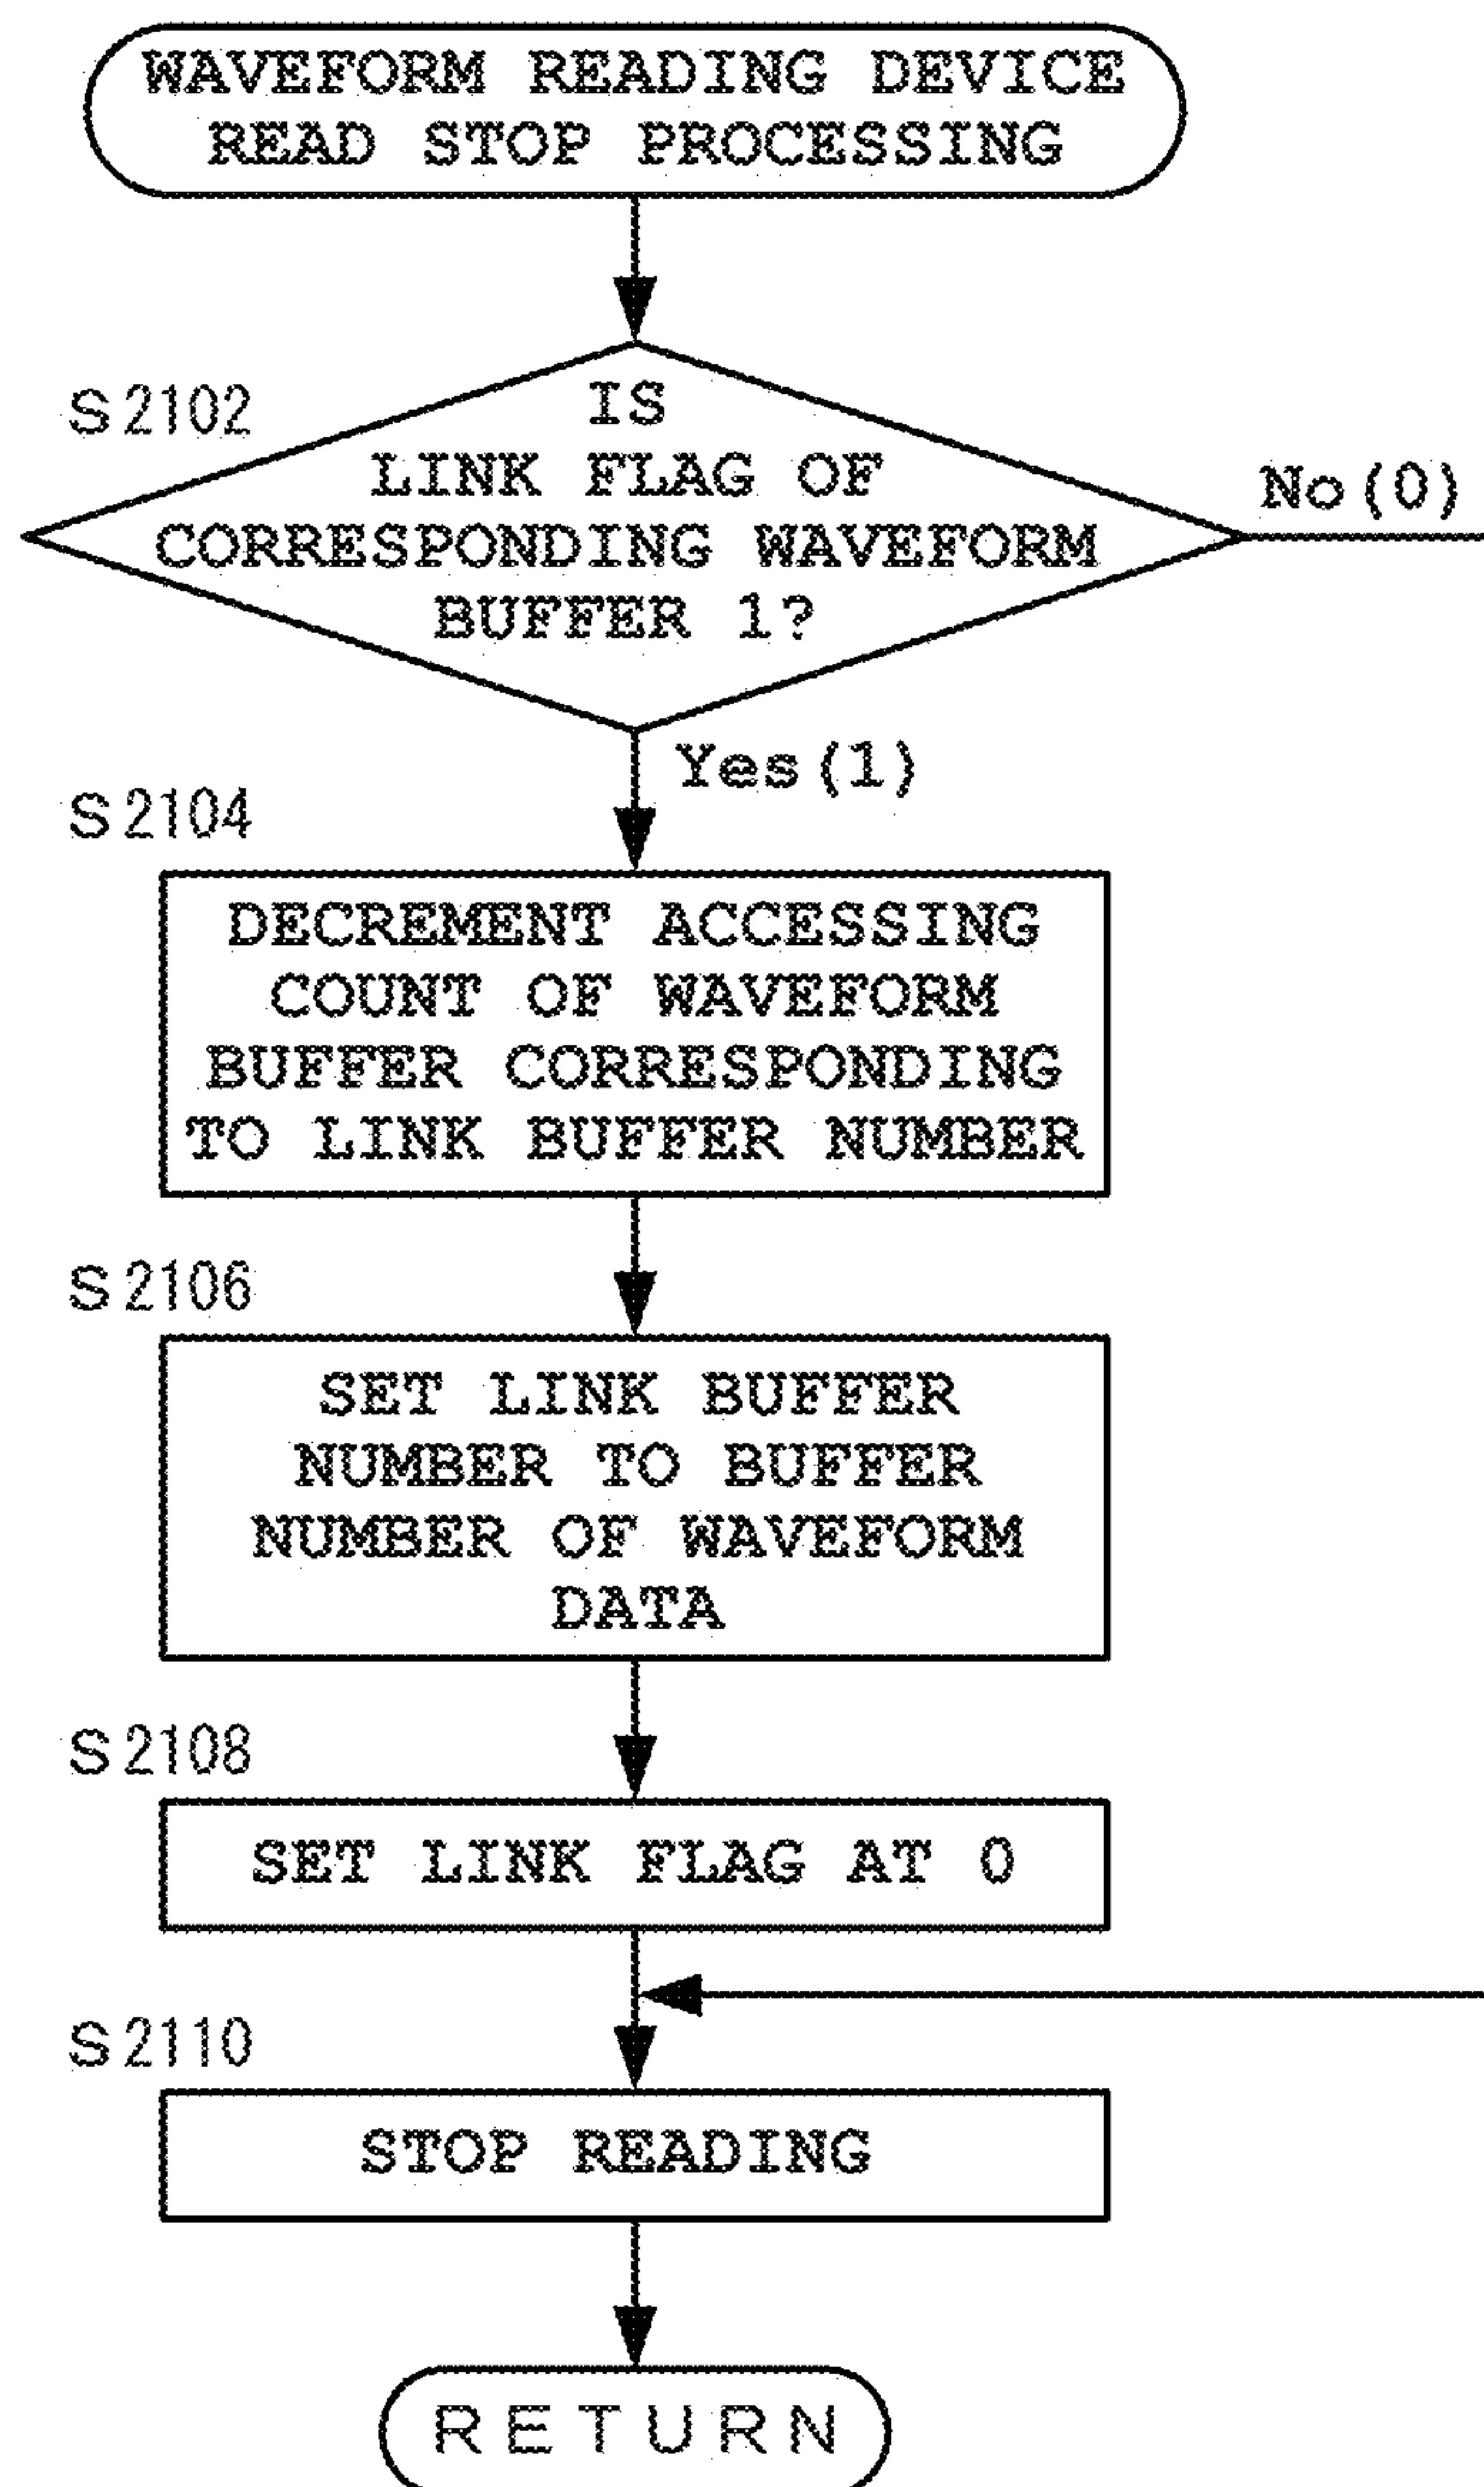 WAVEFORM READING DEVICE
READ STOP PROCESSING
S2102
IS
LINK FLAG OF
CORRESPONDING WAVEFORM
BUFFER 1?
No(0)
Yes(1)
S2104
DECREMENT ACCESSING
COUNT OF WAVEFORM
BUFFER CORRESPONDING
TO LINK BUFFER NUMBER
S2106
SET LINK BUFFER
NUMBER TO BUFFER
NUMBER OF WAVEFORM
DATA
S2108
SET LINK FLAG AT 0
S2110
STOP READING
RETURN